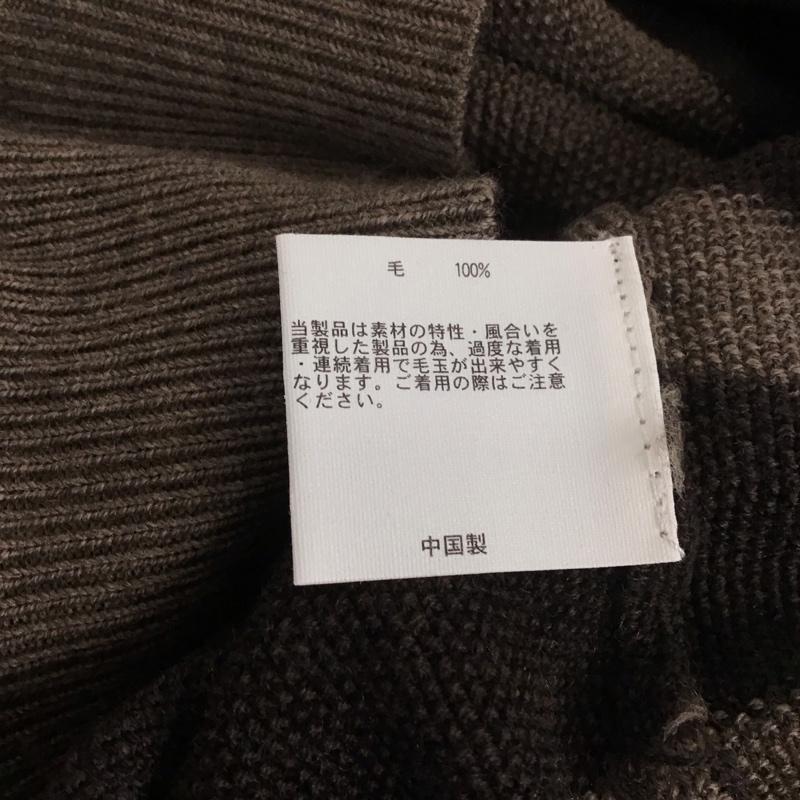 毛 100%
当製品は素材の特性・風合いを
重視した製品の為、過度な着用
・連続着用で毛玉が出来やすく
なります。ご着用の際はご注意
ください。
中国製